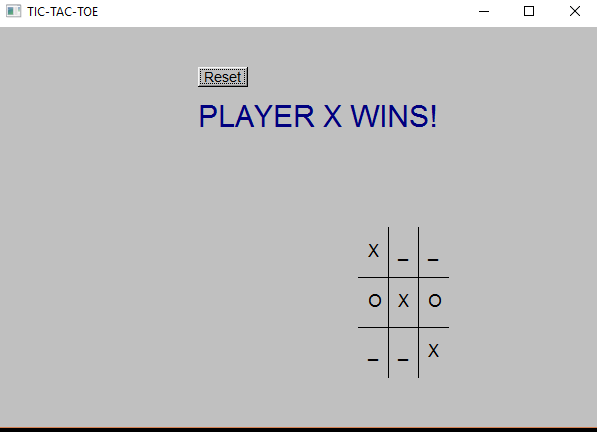 TIC-TAC-TOE
Reset
PLAYER X WINS!
X _ _
O X O
_ _ X